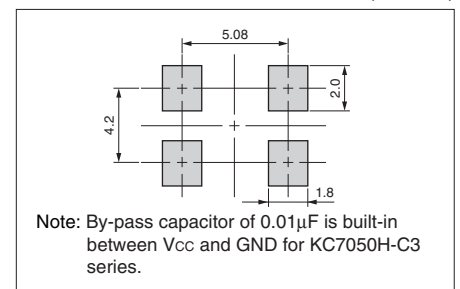 5.08
4.2
2.0
1.8
Note: By-pass capacitor of 0.01μF is built-in
between Vcc and GND for KC7050H-C3
series.